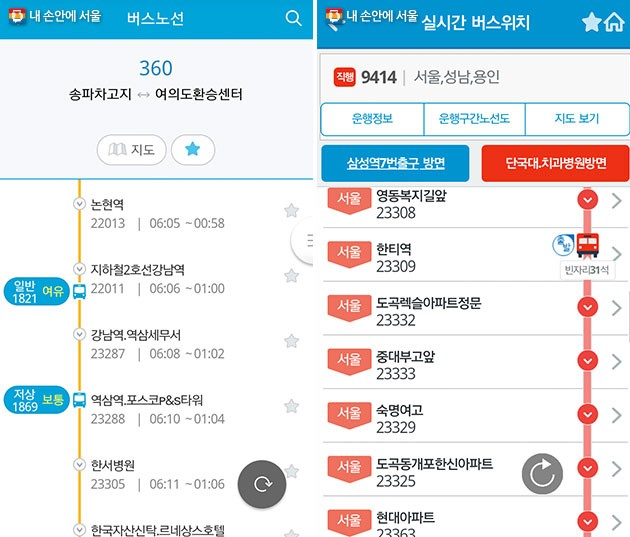 내 손안에 서울
버스노선
360
송파차고지 ↔ 여의도환승센터
지도
논현역
22013 | 06:05 ~ 00:58
지하철2호선강남역
22011 | 06:06 ~ 01:00
일반
1821
여유
강남역.역삼세무서
23287 | 06:08 ~ 01:02
저상
1869
보통
역삼역.포스코P&S타워
23288 | 06:10 ~ 01:04
한서병원
23305 | 06:11 ~ 01:06
한국자산신탁.르네상스호텔
내 손안에 서울
실시간 버스위치
직행 9414 | 서울,성남,용인
운행정보
운행구간노선도
지도 보기
삼성역7번출구 방면
단국대.치과병원방면
서울
영동복지길앞
23308
서울
한티역
23309
출발
빈자리31석
서울
도곡렉슬아파트정문
23332
서울
중대부고앞
23333
서울
숙명여고
23329
서울
도곡동개포한신아파트
23325
서울
현대아파트
23363